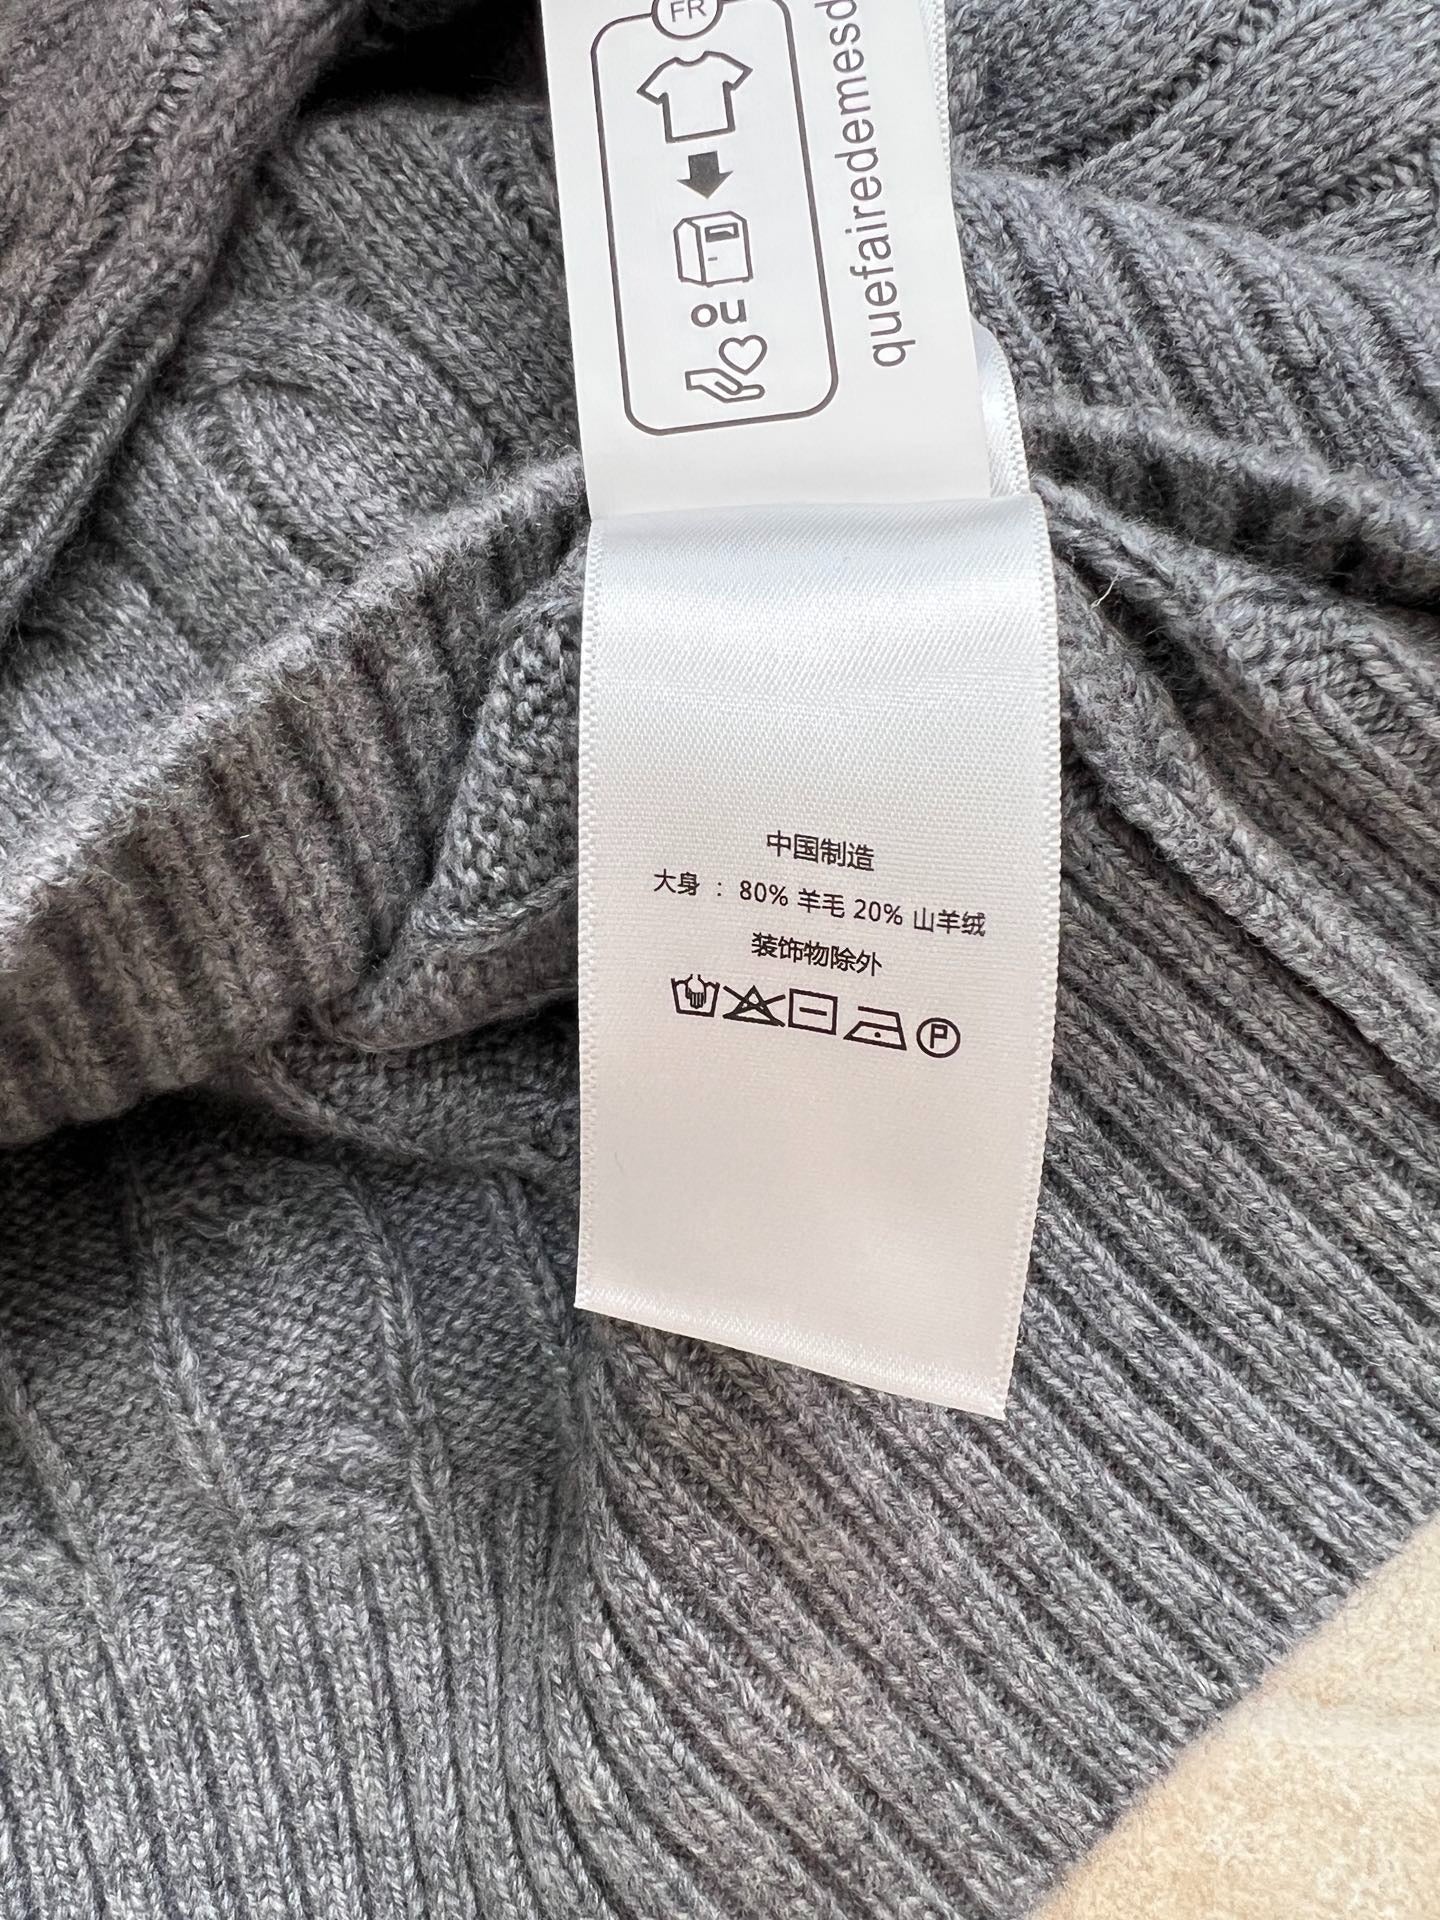 FR
ou
quefairedemesd
中国制造
大身 : 80% 羊毛 20% 山羊绒
装饰物除外
P